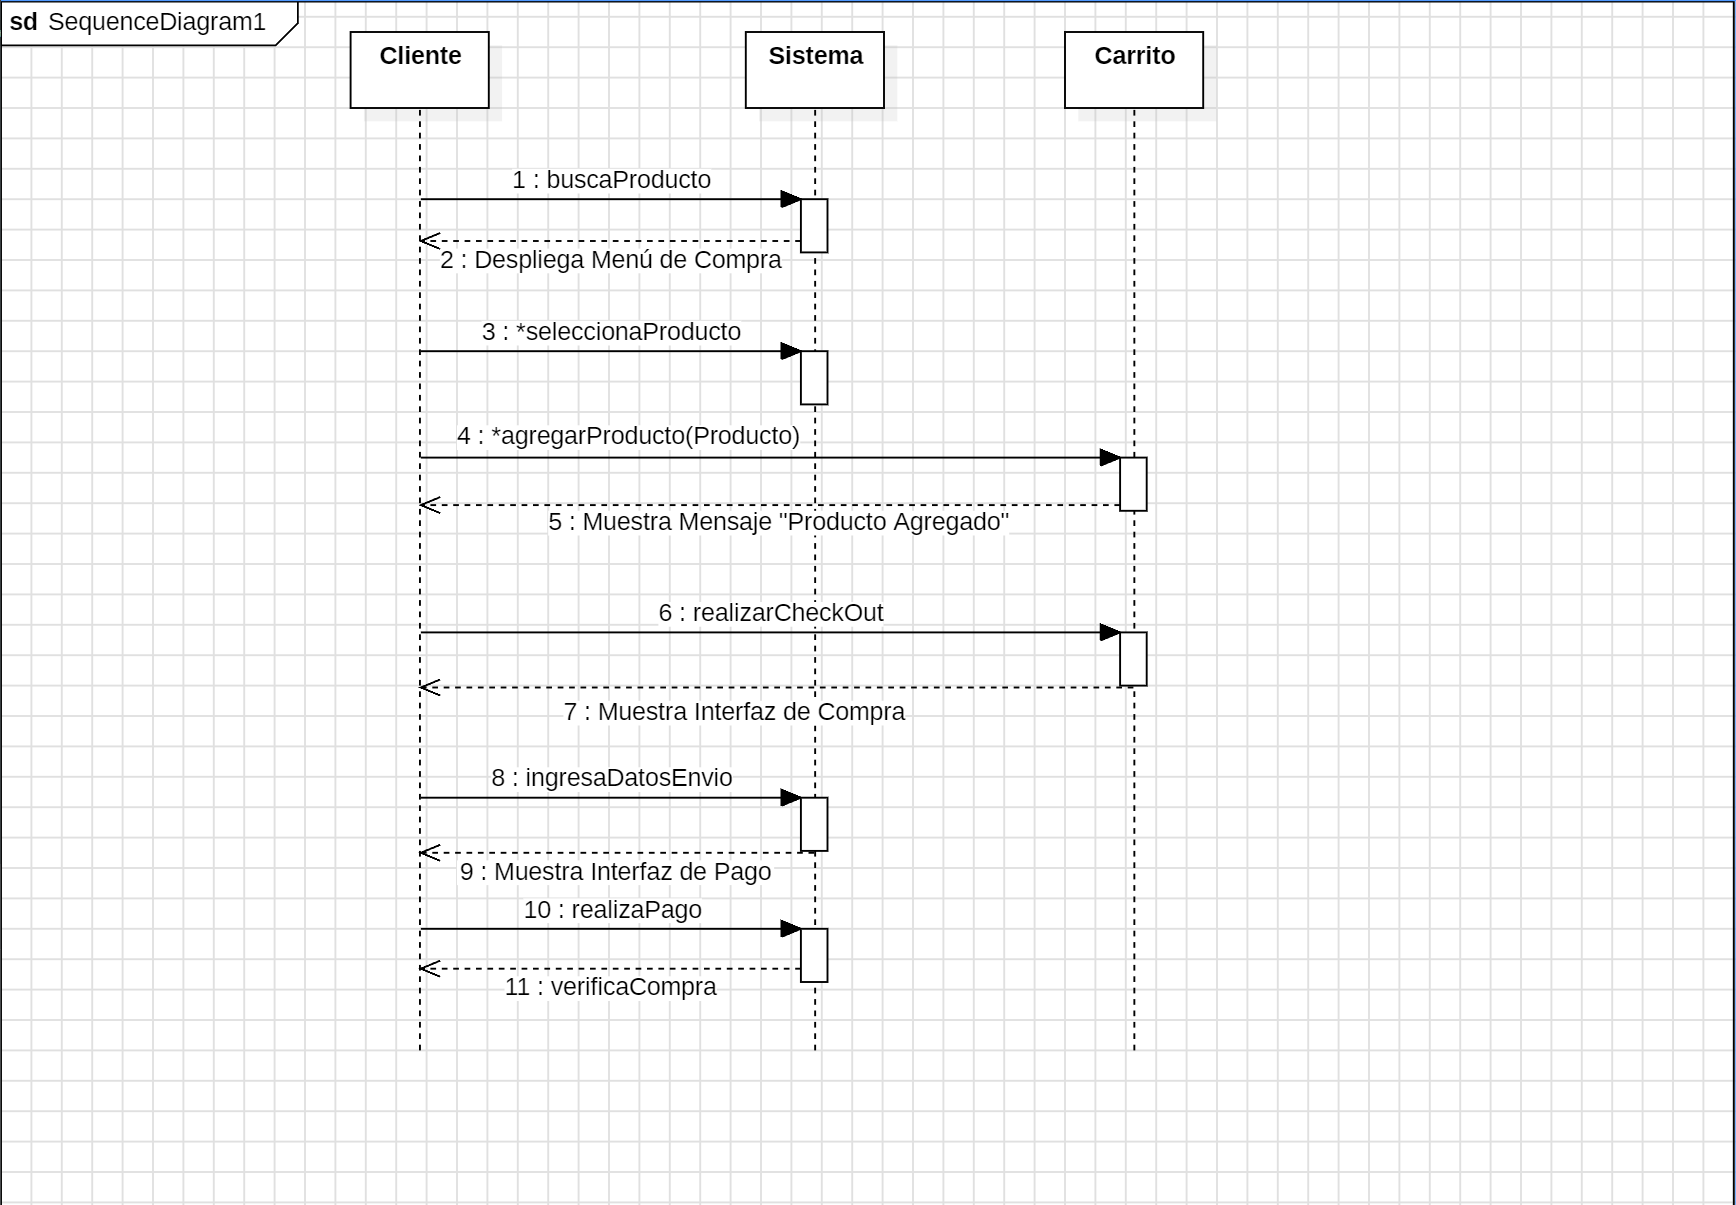 sd SequenceDiagram1
Cliente
Sistema
Carrito
1 : buscaProducto
2 : Despliega Menú de Compra
3 : *seleccionaProducto
4 : *agregarProducto(Producto)
5 : Muestra Mensaje "Producto Agregado"
6 : realizarCheckOut
7 : Muestra Interfaz de Compra
8 : ingresaDatosEnvio
9 : Muestra Interfaz de Pago
10 : realizaPago
11 : verificaCompra